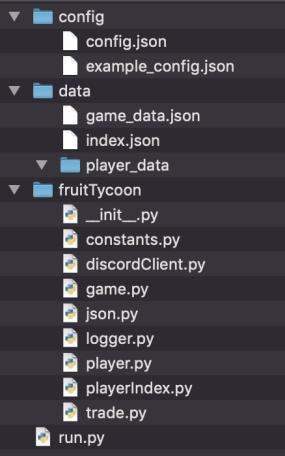 config
config.json
example_config.json
data
game_data.json
index.json
player_data
fruitTycoon
__init__.py
constants.py
discordClient.py
game.py
json.py
logger.py
player.py
playerIndex.py
trade.py
run.py